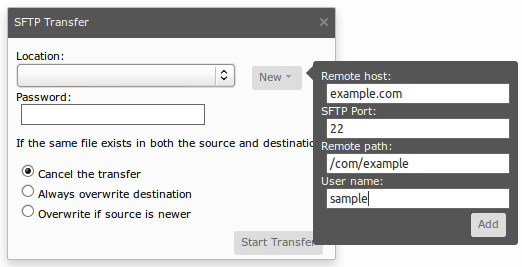 SFTP Transfer
Location:
New
Password:
If the same file exists in both the source and destinatio
Cancel the transfer
Always overwrite destination
Overwrite if source is newer
Start Transfer
Remote host:
example.com
SFTP Port:
22
Remote path:
/com/example
User name:
sample
Add